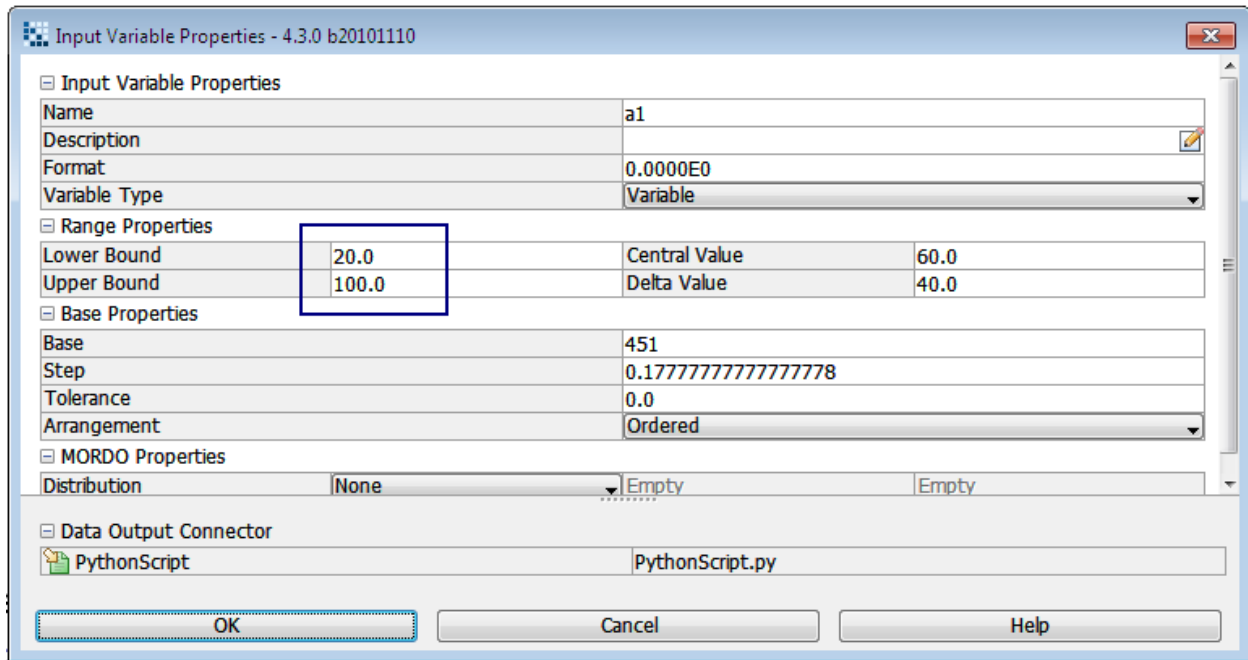 Input Variable Properties - 4.3.0 b20101110
Input Variable Properties
Name a1
Description
Format 0.0000E0
Variable Type Variable
Range Properties
Lower Bound 20.0 Central Value 60.0
Upper Bound 100.0 Delta Value 40.0
Base Properties
Base 451
Step 0.17777777777777778
Tolerance 0.0
Arrangement Ordered
MORDO Properties
Distribution None Empty Empty
Data Output Connector
PythonScript PythonScript.py
OK Cancel Help